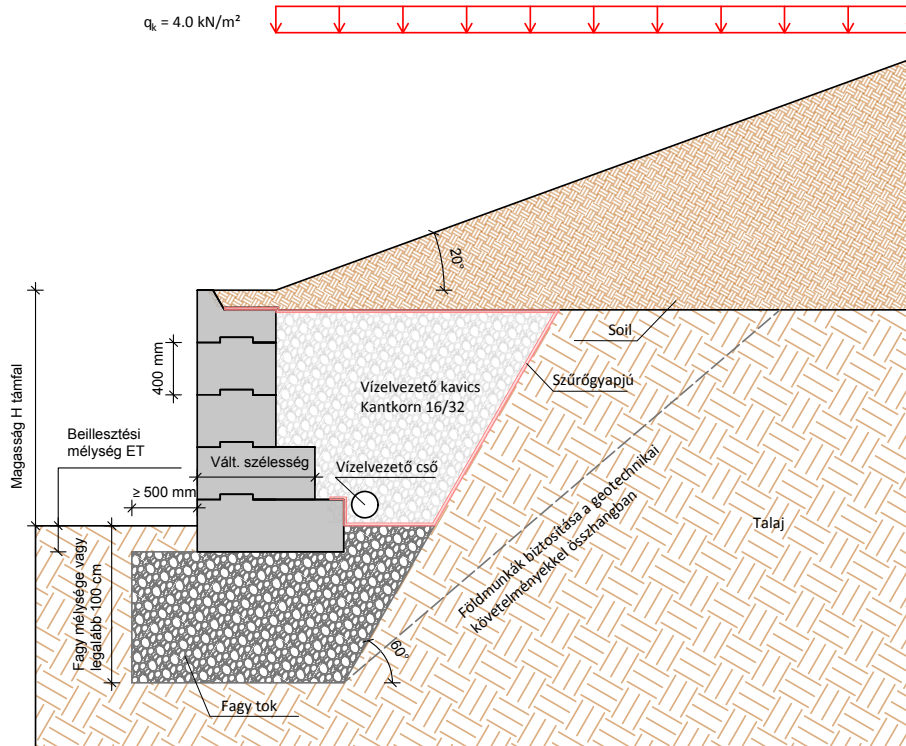 qk = 4.0 kN/m²
20°
Soil
Szűrőgyapjú
400 mm
Vízelvezető kavics
Kantkorn 16/32
Magasság H támfal
Beillesztési
mélység ET
Vált. szélesség
Vízelvezető cső
≥ 500 mm
Talaj
Földmunkák biztosítása a geotechnikai
követelményekkel összhangban
Fagy mélysége vagy
legalább 100 cm
60°
Fagy tok